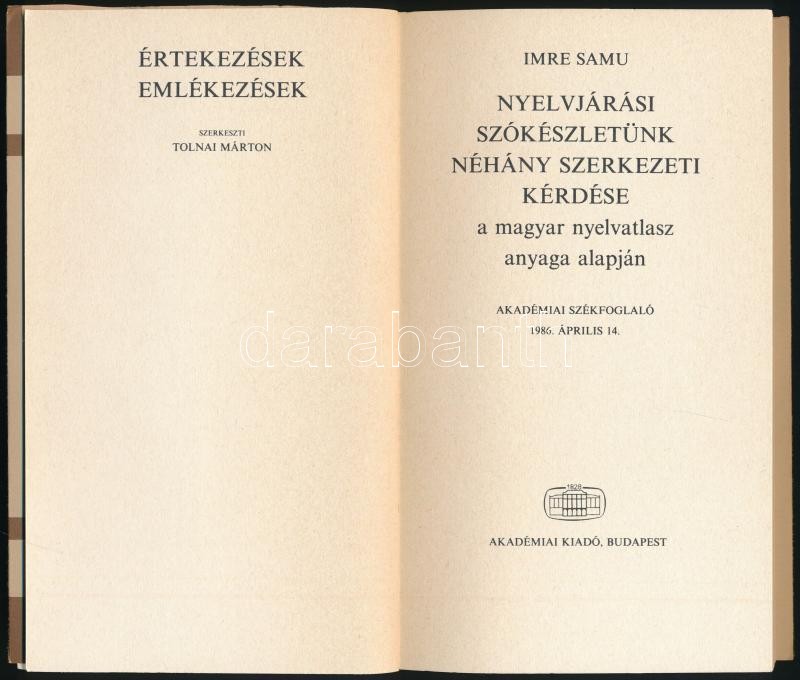 ÉRTEKEZÉSEK
EMLÉKEZÉSEK
SZERKESZTI
TOLNAI MÁRTON
IMRE SAMU
NYELVJÁRÁSI
SZÓKÉSZLETÜNK
NÉHÁNY SZERKEZETI
KÉRDÉSE
a magyar nyelvatlasz
anyaga alapján
AKADÉMIAI SZÉKFOGLALÓ
1986. ÁPRILIS 14.
darabanth
1828
AKADÉMIAI KIADÓ, BUDAPEST